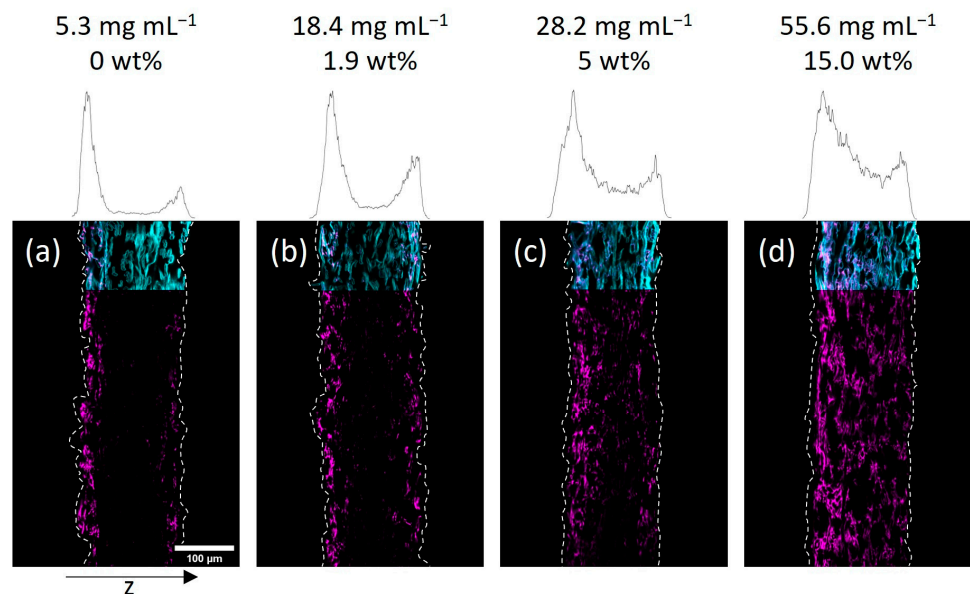 5.3 mg mL⁻¹
0 wt%
18.4 mg mL⁻¹
1.9 wt%
28.2 mg mL⁻¹
5 wt%
55.6 mg mL⁻¹
15.0 wt%
(a)
(b)
(c)
(d)
100 µm
z